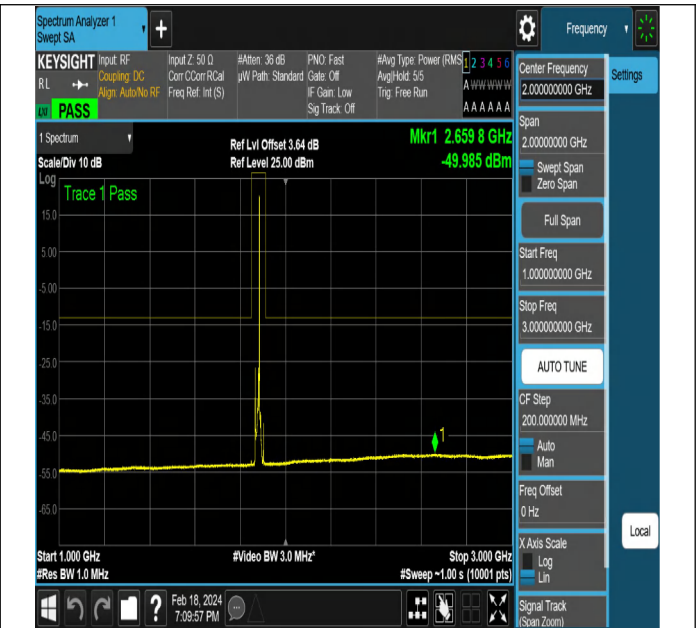 Spectrum Analyzer 1
Swept SA
Frequency
KEYSIGHT
RL
LXI
PASS
Input: RF
Coupling: DC
Align: Auto/No RF
Input Z: 50 Ω
Corr CCorr RCal
Freq Ref: Int (S)
#Atten: 36 dB
µW Path: Standard
PNO: Fast
Gate: Off
IF Gain: Low
Sig Track: Off
#Avg Type: Power (RMS
Avg|Hold: 5/5
Trig: Free Run
1 2 3 4 5 6
A W W W W W
A A A A A A
1 Spectrum
Scale/Div 10 dB
Ref Lvl Offset 3.64 dB
Ref Level 25.00 dBm
Mkr1 2.659 8 GHz
-49.985 dBm
Log
Trace 1 Pass
15.0
5.00
-5.00
-15.0
-25.0
-35.0
-45.0
-55.0
-65.0
1
Start 1.000 GHz
#Res BW 1.0 MHz
#Video BW 3.0 MHz*
Stop 3.000 GHz
#Sweep ~1.00 s (10001 pts)
Feb 18, 2024
7:09:57 PM
Center Frequency
2.000000000 GHz
Settings
Span
2.00000000 GHz
Swept Span
Zero Span
Full Span
Start Freq
1.000000000 GHz
Stop Freq
3.000000000 GHz
AUTO TUNE
CF Step
200.000000 MHz
Auto
Man
Freq Offset
0 Hz
X Axis Scale
Log
Lin
Local
Signal Track
(Span Zoom)